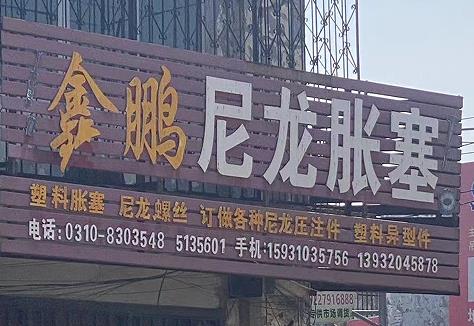 鑫鹏尼龙胀塞
塑料胀塞 尼龙螺丝 订做各种尼龙压注件 塑料异型件
电话:0310-8303548 5135601 手机:15931035756 13932045878
7227916888